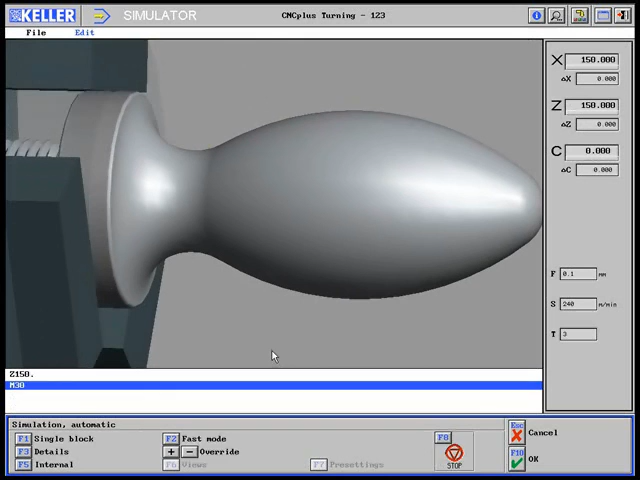 KELLER SIMULATOR CNCplus Turning - 123
File Edit
X 150.000
ΔX 0.000
Z 150.000
ΔZ 0.000
C 0.000
ΔC 0.000
F 0.1 mm
S 240 m/min
T 3
Z150.
M30
Simulation, automatic
F1 Single block F2 Fast mode F8 Esc Cancel
F3 Details + - Override STOP
F5 Internal F6 Views F7 Presettings F10 OK